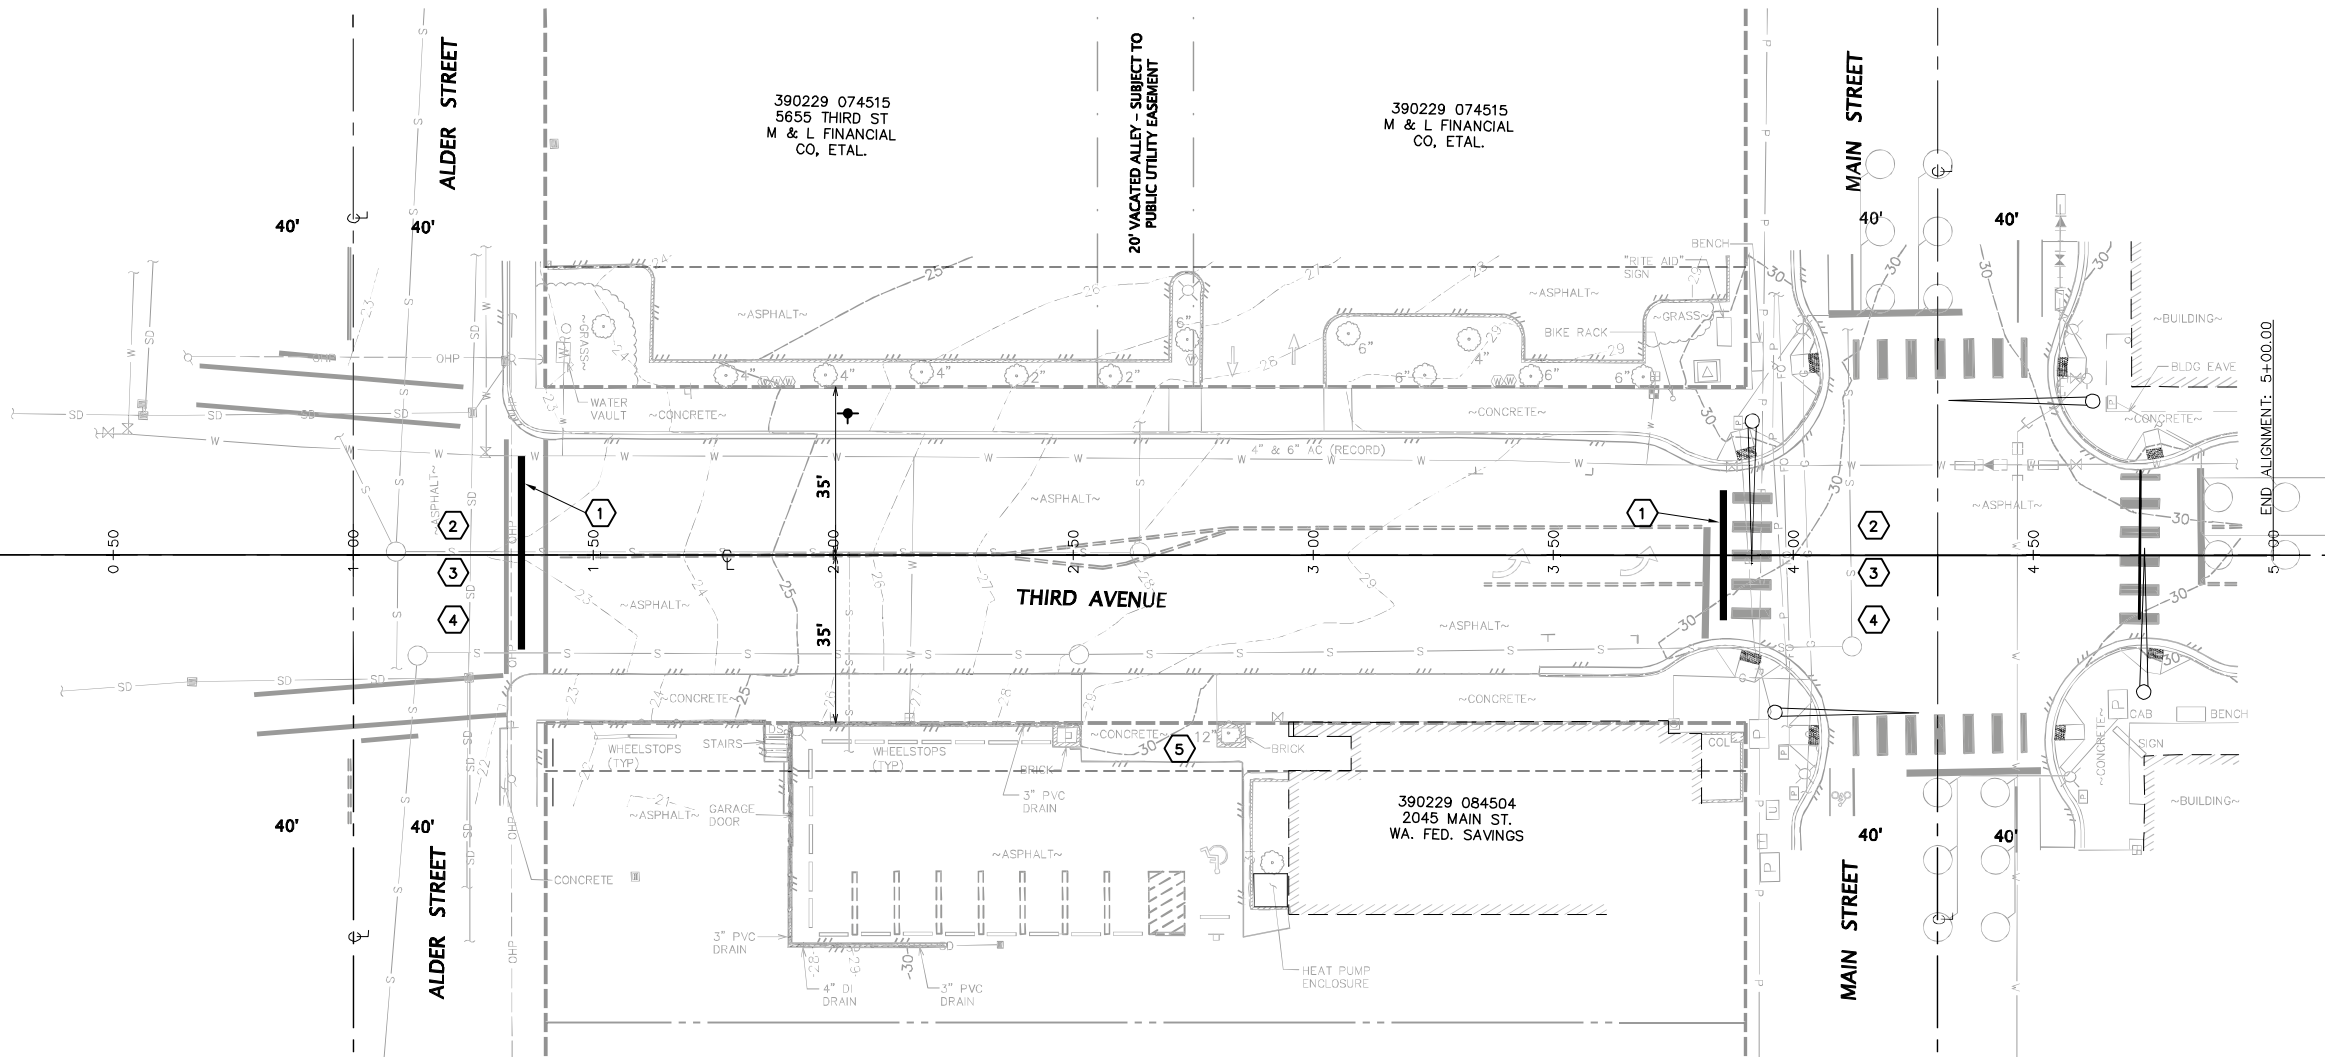 ALDER STREET
390229 074515
5655 THIRD ST
M & L FINANCIAL
CO, ETAL.
20' VACATED ALLEY - SUBJECT TO
PUBLIC UTILITY EASEMENT
390229 074515
M & L FINANCIAL
CO, ETAL.
MAIN STREET
40'
40'
40'
40'
BENCH
"RITE AID"
SIGN
~ASPHALT~
~ASPHALT~
~GRASS~
~GRASS~
BIKE RACK
~BUILDING~
BLDG EAVE
WATER
VAULT
~CONCRETE~
~CONCRETE~
~CONCRETE~
4" & 6" AC (RECORD)
~ASPHALT~
~ASPHALT~
~ASPHALT~
35'
35'
1
1
2
3
4
2
3
4
0+50
1+00
1+50
2+00
2+50
3+00
3+50
4+00
4+50
5+00
END ALIGNMENT: 5+00.00
THIRD AVENUE
~ASPHALT~
~ASPHALT~
~CONCRETE~
~CONCRETE~
WHEELSTOPS
(TYP)
STAIRS
DS
WHEELSTOPS
(TYP)
~CONCRETE~
5
12"
BRICK
BRICK
COL
CAB
BENCH
SIGN
~CONCRETE~
~BUILDING~
GARAGE
DOOR
~ASPHALT~
3" PVC
DRAIN
390229 084504
2045 MAIN ST.
WA. FED. SAVINGS
40'
40'
40'
40'
~ASPHALT~
CONCRETE
3" PVC
DRAIN
4" DI
DRAIN
3" PVC
DRAIN
HEAT PUMP
ENCLOSURE
ALDER STREET
MAIN STREET